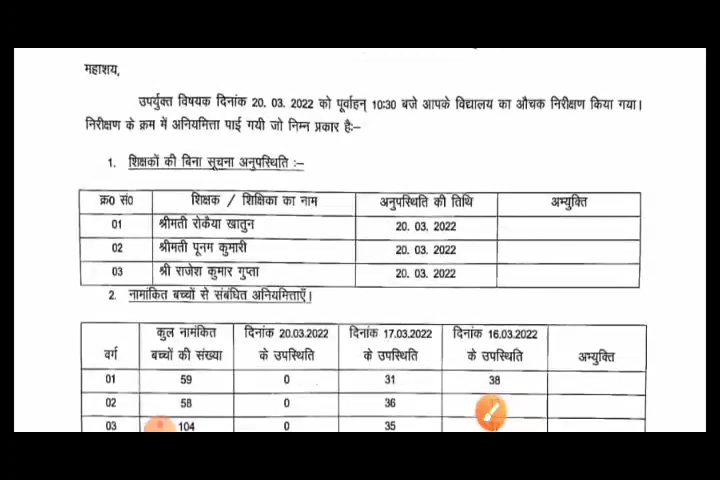 महाशय,
उपर्युक्त विषयक दिनांक 20. 03. 2022 को पूर्वाहन् 10:30 बजे आपके विद्यालय का औचक निरीक्षण किया गया।
निरीक्षण के क्रम में अनियमिता पाई गयी जो निम्न प्रकार हैः–
1. शिक्षकों की बिना सूचना अनुपस्थिति :–
क्र0 सं0 शिक्षक / शिक्षिका का नाम अनुपस्थिति की तिथि अभ्युक्ति
01 श्रीमती रोकैया खातुन 20. 03. 2022
02 श्रीमती पूनम कुमारी 20. 03. 2022
03 श्री राजेश कुमार गुप्ता 20. 03. 2022
2. नामांकित बच्चों से संबंधित अनियमित्ताएँ।
वर्ग कुल नामंकित बच्चों की संख्या दिनांक 20.03.2022 के उपस्थिति दिनांक 17.03.2022 के उपस्थिति दिनांक 16.03.2022 के उपस्थिति अभ्युक्ति
01 59 0 31 38
02 58 0 36
03 104 0 35